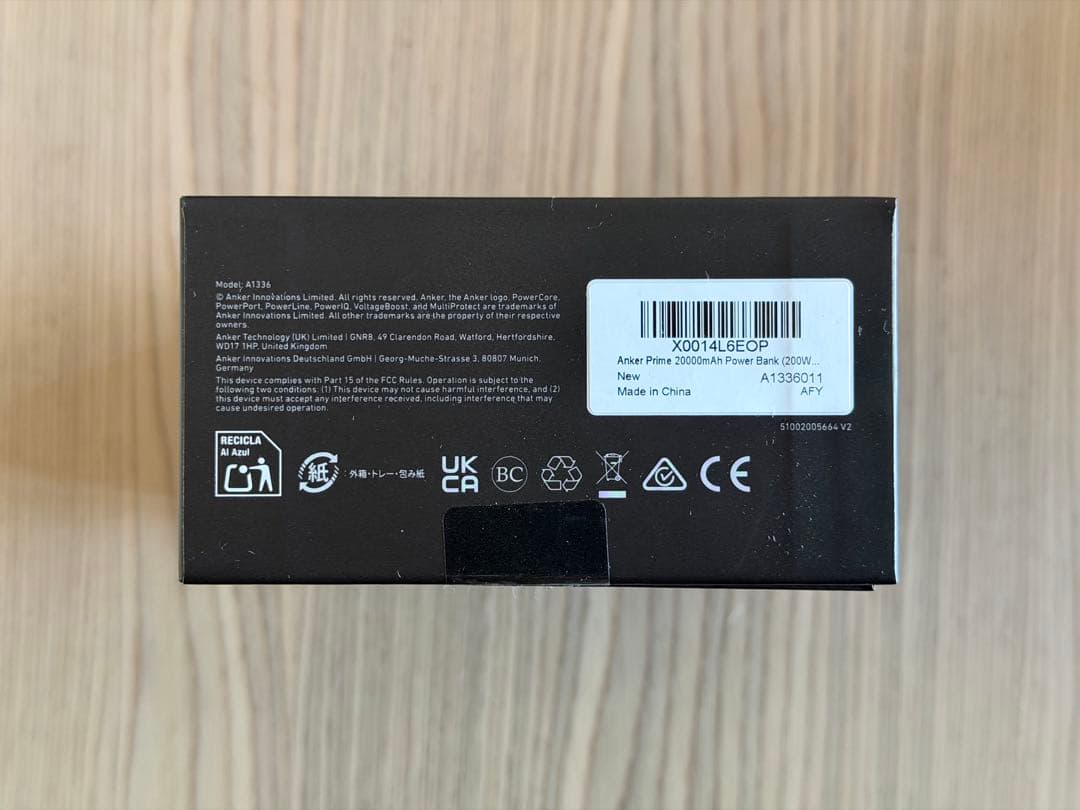 Model: A1336
© Anker Innovations Limited. All rights reserved. Anker, the Anker logo, PowerCore,
PowerPort, PowerLine, PowerIQ, VoltageBoost, and MultiProtect are trademarks of
Anker Innovations Limited. All other trademarks are the property of their respective
owners.
Anker Technology (UK) Limited | GNR8, 49 Clarendon Road, Watford, Hertfordshire,
WD17 1HP, United Kingdom
Anker Innovations Deutschland GmbH | Georg-Muche-Strasse 3, 80807 Munich,
Germany
This device complies with Part 15 of the FCC Rules. Operation is subject to the
following two conditions: (1) This device may not cause harmful interference, and (2)
this device must accept any interference received, including interference that may
cause undesired operation.
X0014L6EOP
Anker Prime 20000mAh Power Bank (200W...
New
A1336011
Made in China
AFY
51002005664 V2
RECICLA
Al Azul
紙
:外箱・トレー・包み紙
UK
CA
BC
CE